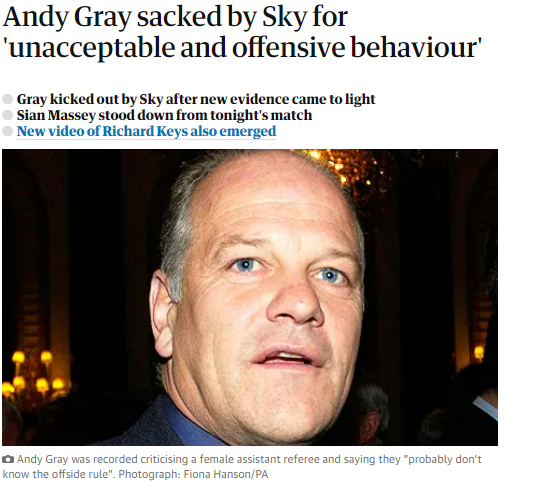 Andy Gray sacked by Sky for
'unacceptable and offensive behaviour'
Gray kicked out by Sky after new evidence came to light
Sian Massey stood down from tonight's match
New video of Richard Keys also emerged
Andy Gray was recorded criticising a female assistant referee and saying they "probably don't
know the offside rule". Photograph: Fiona Hanson/PA